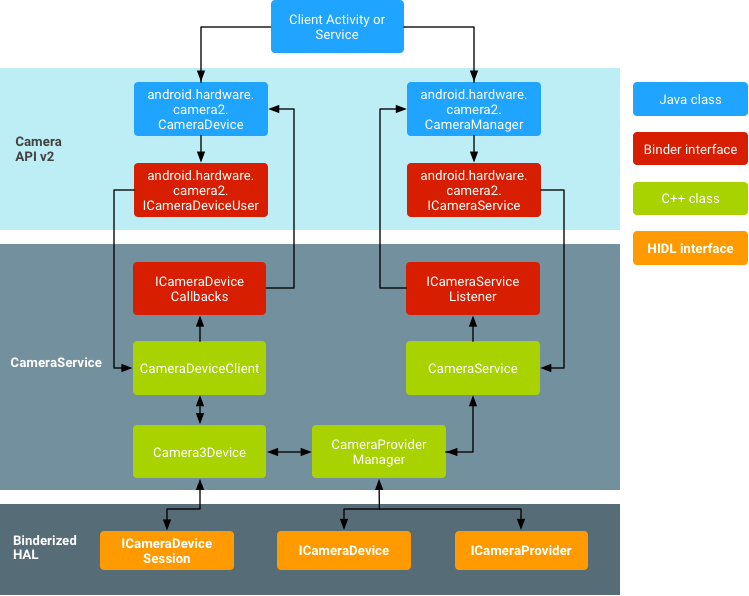 Client Activity or
Service
android.hardware.
camera2.
CameraDevice
android.hardware.
camera2.
CameraManager
Java class
Camera
API v2
Binder interface
android.hardware.
camera2.
ICameraDeviceUser
android.hardware.
camera2.
ICameraService
C++ class
HIDL interface
ICameraDevice
Callbacks
ICameraService
Listener
CameraService
CameraDeviceClient
CameraService
Camera3Device
CameraProvider
Manager
Binderized
HAL
ICameraDevice
Session
ICameraDevice
ICameraProvider